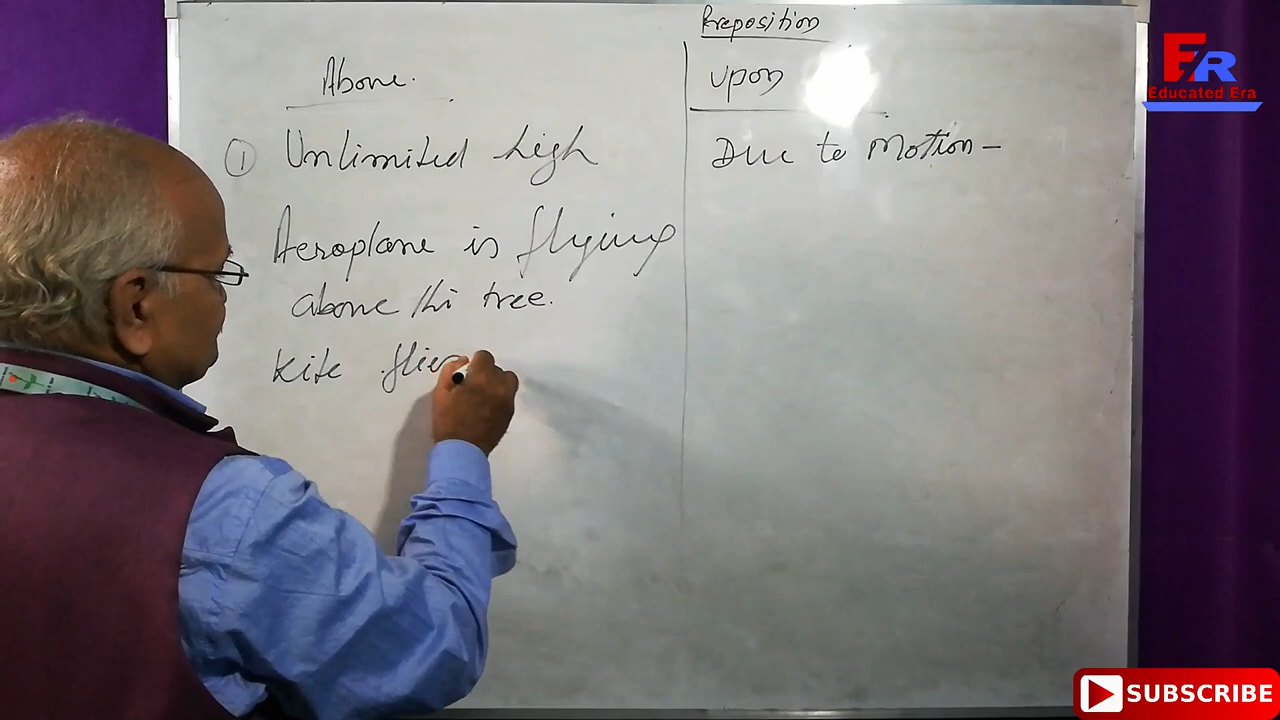 Preposition
Above.
upon
① Unlimited high
Due to Motion –
Aeroplane is flying
above the tree.
Kite flies
ER
Educated Era
SUBSCRIBE